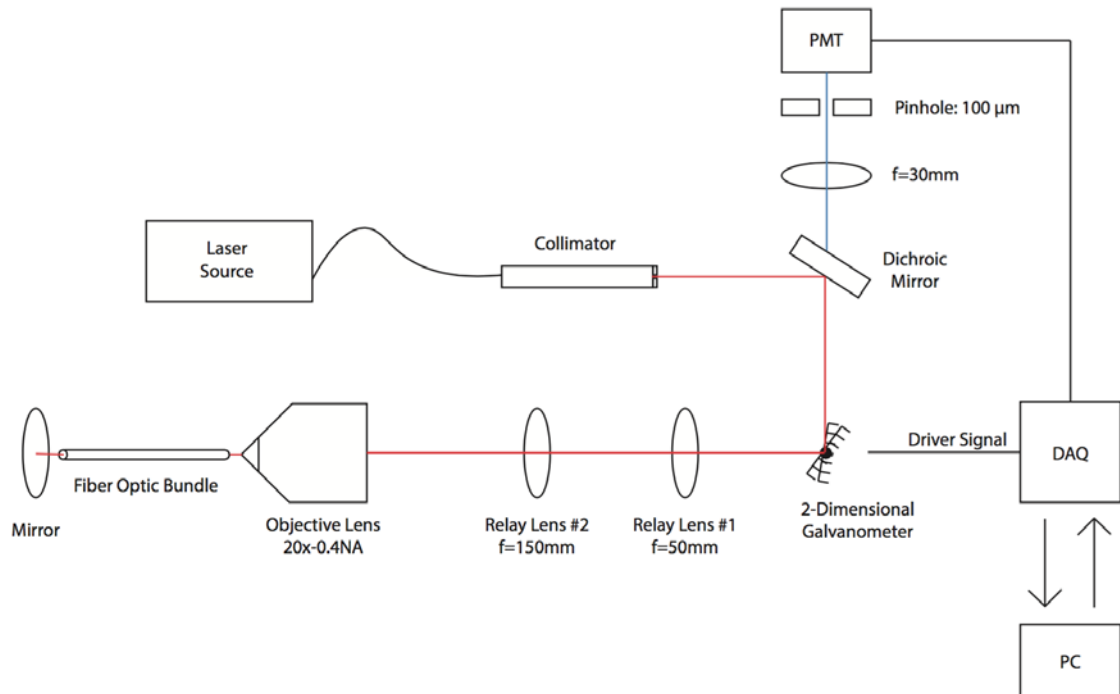 PMT
Pinhole: 100 µm
f=30mm
Laser
Source
Collimator
Dichroic
Mirror
Driver Signal
DAQ
Fiber Optic Bundle
Mirror
Objective Lens
20x-0.4NA
Relay Lens #2
f=150mm
Relay Lens #1
f=50mm
2-Dimensional
Galvanometer
PC